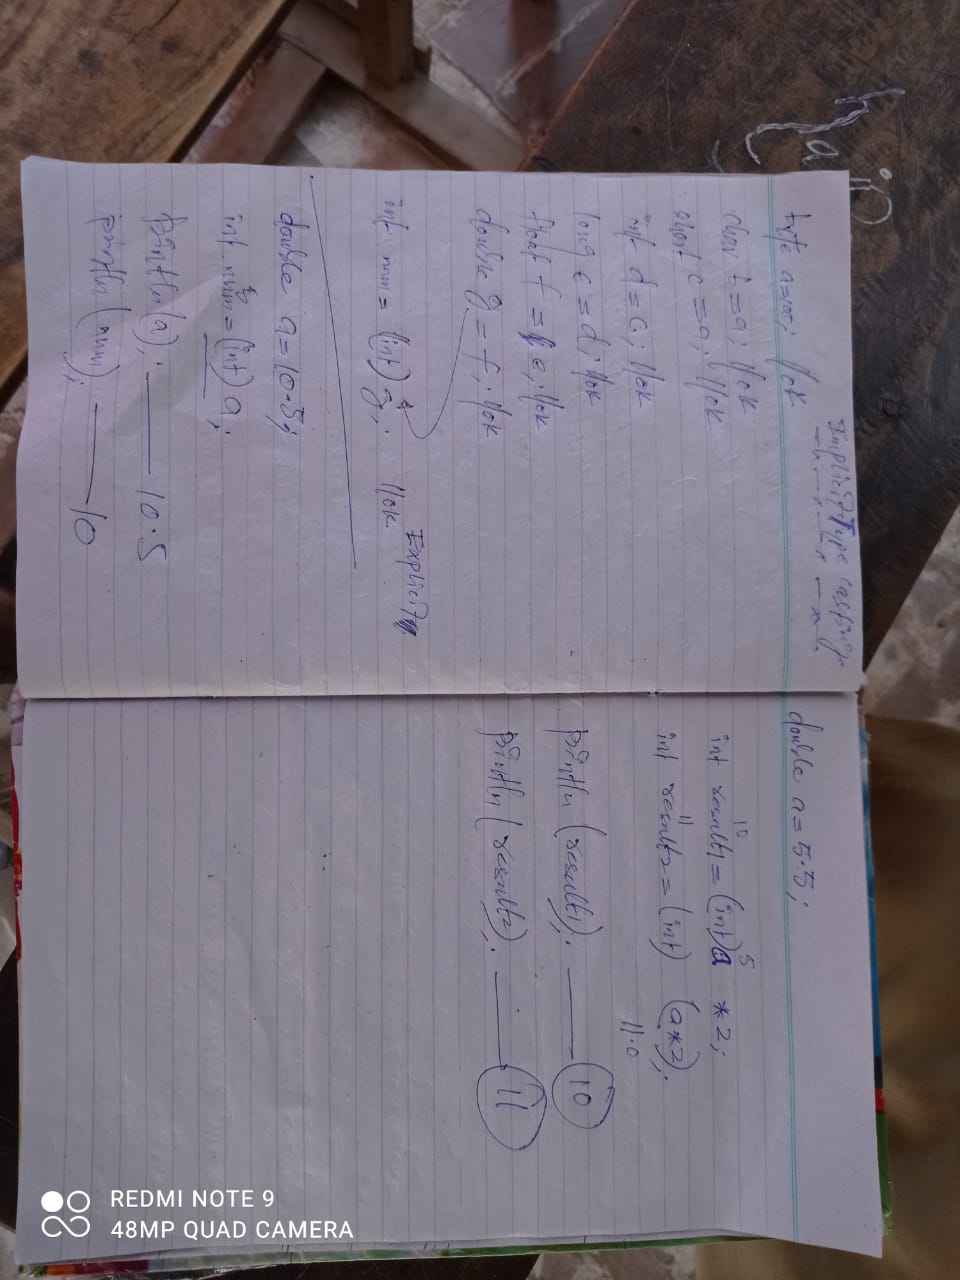 Implicit Type casting
byte a=100; //ok
char b=a; //ok
short c=a; //ok
int d=c; //ok
long e=d; //ok
float f= e; //ok
double g=f; //ok
int num= (int) g; //ok Explicit
double a=10.5;
int num=(int) a;
println(a); 10.5
println(num); 10
double a=5.5;
10 5
int result1=(int)a *2;
11
int result2=(int) (a*2);
11.0
println (result1); 10
println (result2); 11
REDMI NOTE 9
48MP QUAD CAMERA